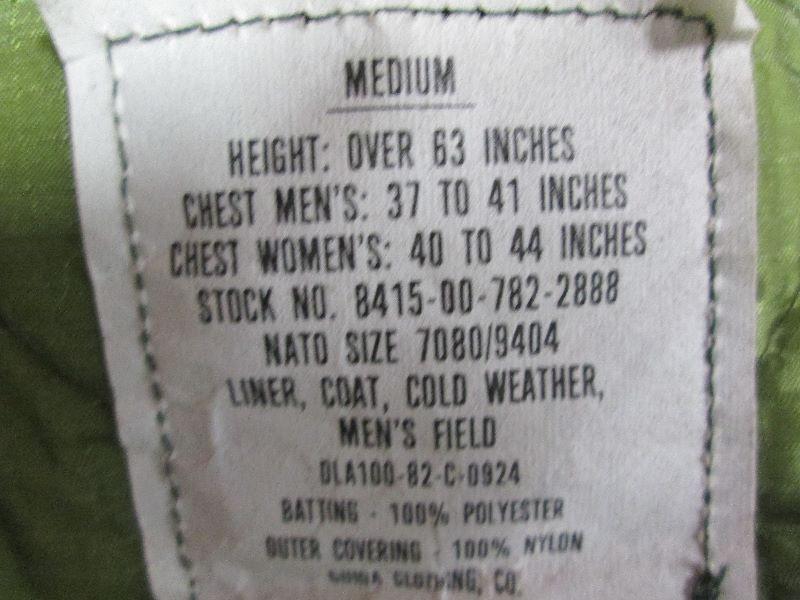 MEDIUM
HEIGHT: OVER 63 INCHES
CHEST MEN'S: 37 TO 41 INCHES
CHEST WOMEN'S: 40 TO 44 INCHES
STOCK NO. 8415-00-782-2888
NATO SIZE 7080/9404
LINER, COAT, COLD WEATHER,
MEN'S FIELD
DLA100-82-C-0924
BATTING - 100% POLYESTER
OUTER COVERING - 100% NYLON
CLOTHING, CO.